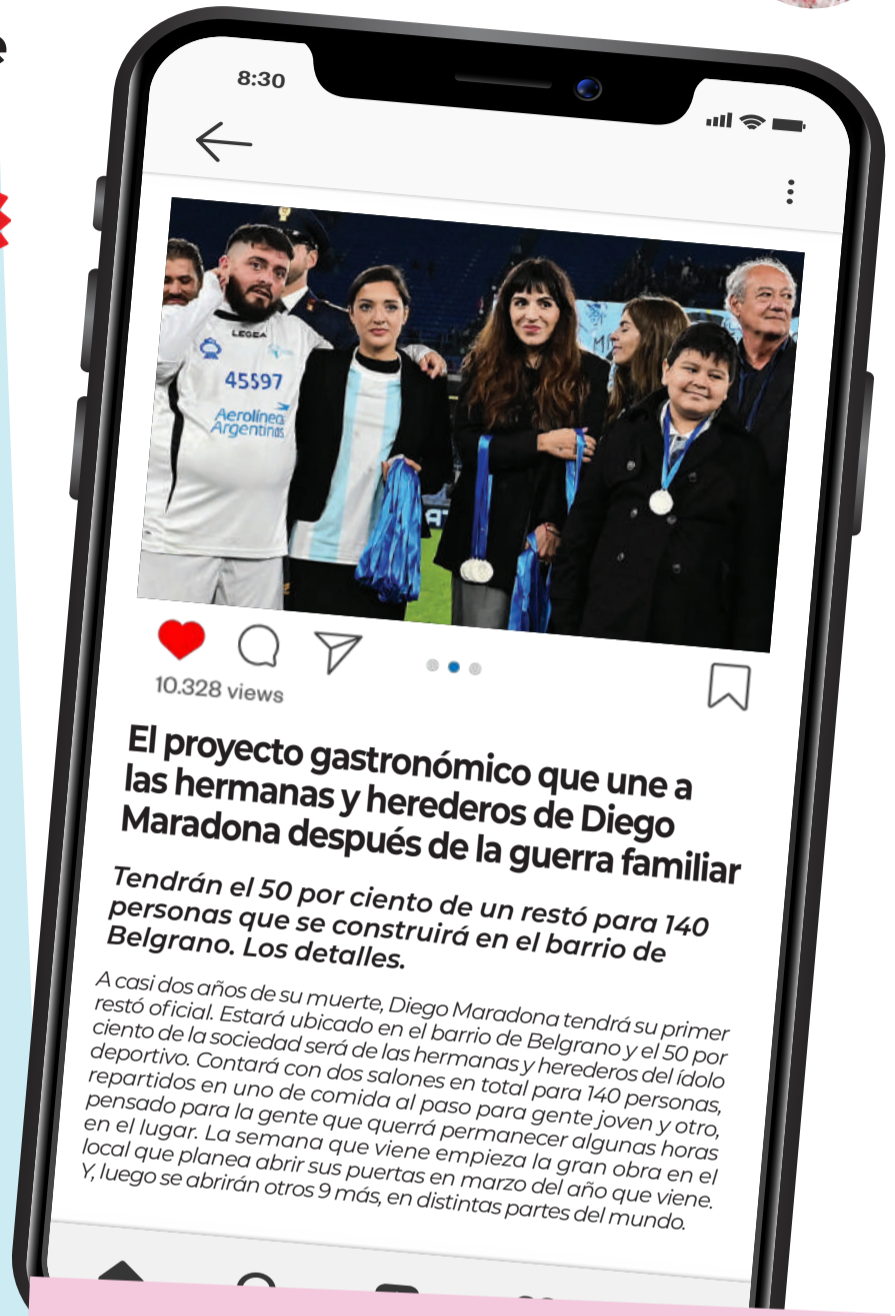 e
8:30
LEGEA
45597
Aerolíneas
Argentinas
10.328 views
El proyecto gastronómico que une a
las hermanas y herederos de Diego
Maradona después de la guerra familiar
Tendrán el 50 por ciento de un restó para 140
personas que se construirá en el barrio de
Belgrano. Los detalles.
A casi dos años de su muerte, Diego Maradona tendrá su primer
restó oficial. Estará ubicado en el barrio de Belgrano y el 50 por
ciento de la sociedad será de las hermanas y herederos del ídolo
deportivo. Contará con dos salones en total para 140 personas,
repartidos en uno de comida al paso para gente joven y otro,
pensado para la gente que querrá permanecer algunas horas
en el lugar. La semana que viene empieza la gran obra en el
local que planea abrir sus puertas en marzo del año que viene.
Y, luego se abrirán otros 9 más, en distintas partes del mundo.